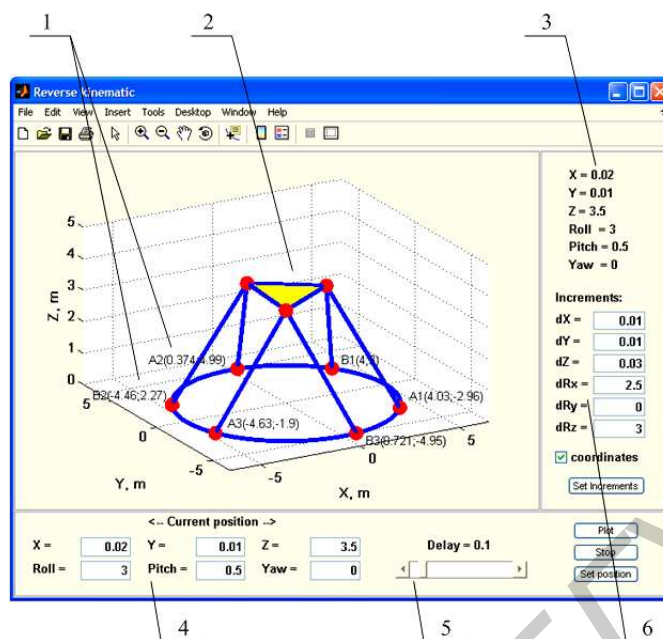 1 2 3
Reverse kinematic
File Edit View Insert Tools Desktop Window Help
X = 0.02
Y = 0.01
Z = 3.5
Roll = 3
Pitch = 0.5
Yaw = 0
Increments:
dX = 0.01
dY = 0.01
dZ = 0.03
dRx = 2.5
dRy = 0
dRz = 3
coordinates
Set Increments
5
4
3
2
1
0
Z, m
A2(0.374;4.99)
B1(4;3)
B2(-4.46;2.27)
A1(4.03;-2.96)
A3(-4.63;-1.9)
B3(0.721;-4.95)
5
0
-5
Y, m
-5
0
5
X, m
<-- Current position -->
X = 0.02 Y = 0.01 Z = 3.5
Roll = 3 Pitch = 0.5 Yaw = 0
Delay = 0.1
Plot
Stop
Set position
4 5 6